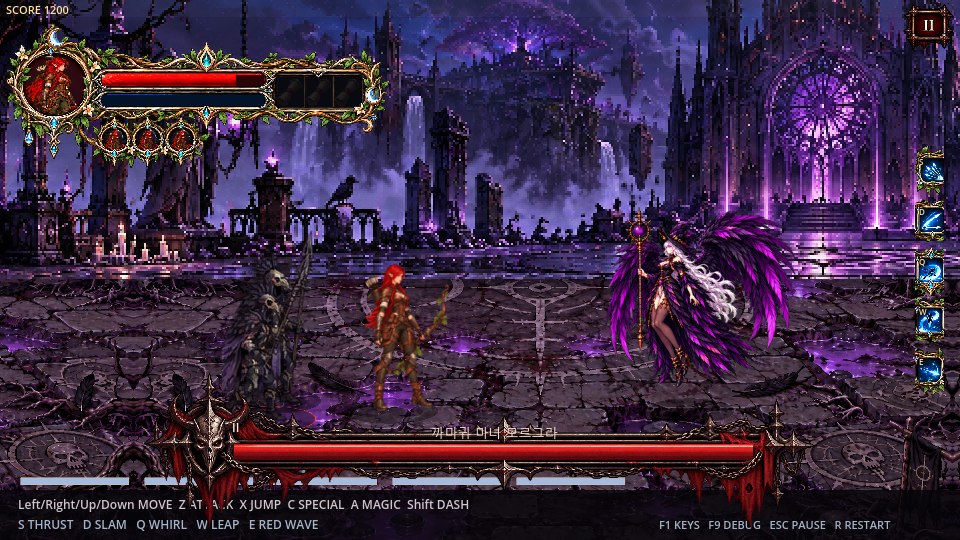 SCORE 1200
까마귀 마녀 모르그라
Left/Right/Up/Down MOVE Z ATTACK X JUMP C SPECIAL A MAGIC Shift DASH
S THRUST D SLAM Q WHIRL W LEAP E RED WAVE
F1 KEYS F9 DEBUG ESC PAUSE R RESTART